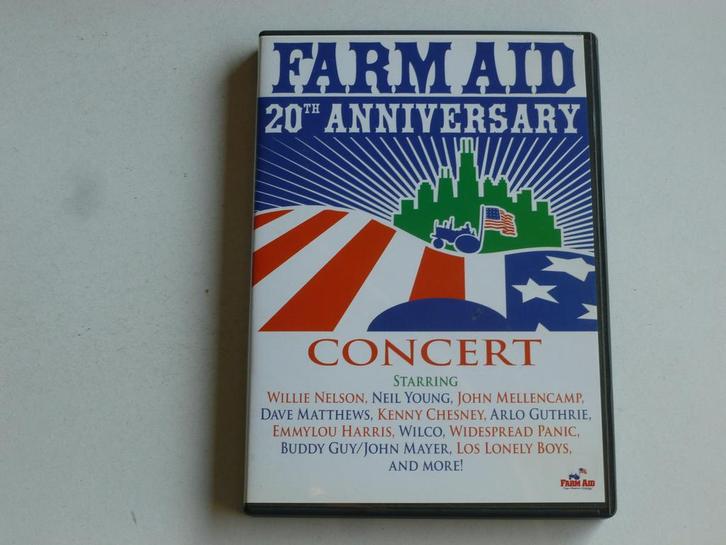 FARM AID
20TH ANNIVERSARY
CONCERT
STARRING
WILLIE NELSON, NEIL YOUNG, JOHN MELLENCAMP,
DAVE MATTHEWS, KENNY CHESNEY, ARLO GUTHRIE,
EMMYLOU HARRIS, WILCO, WIDESPREAD PANIC,
BUDDY GUY/JOHN MAYER, LOS LONELY BOYS,
AND MORE!
FARM AID